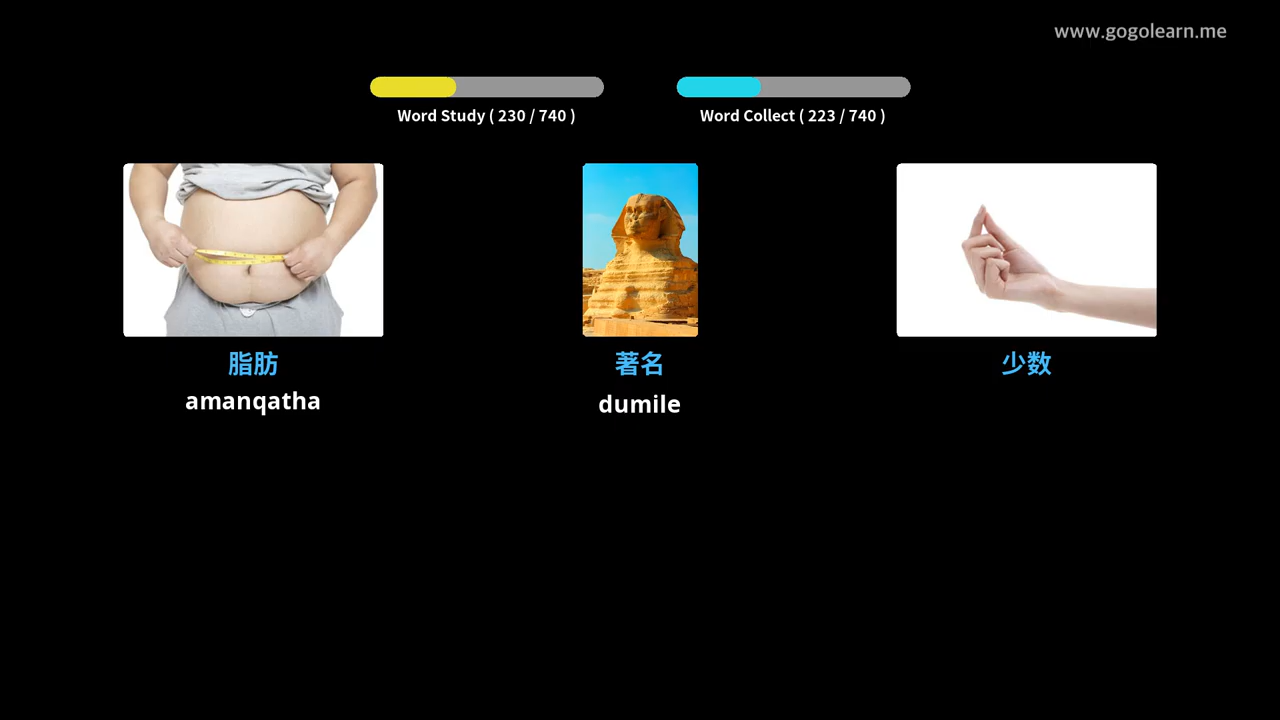 www.gogolearn.me
Word Study ( 230 / 740 )
Word Collect ( 223 / 740 )
脂肪
著名
少数
amanqatha
dumile